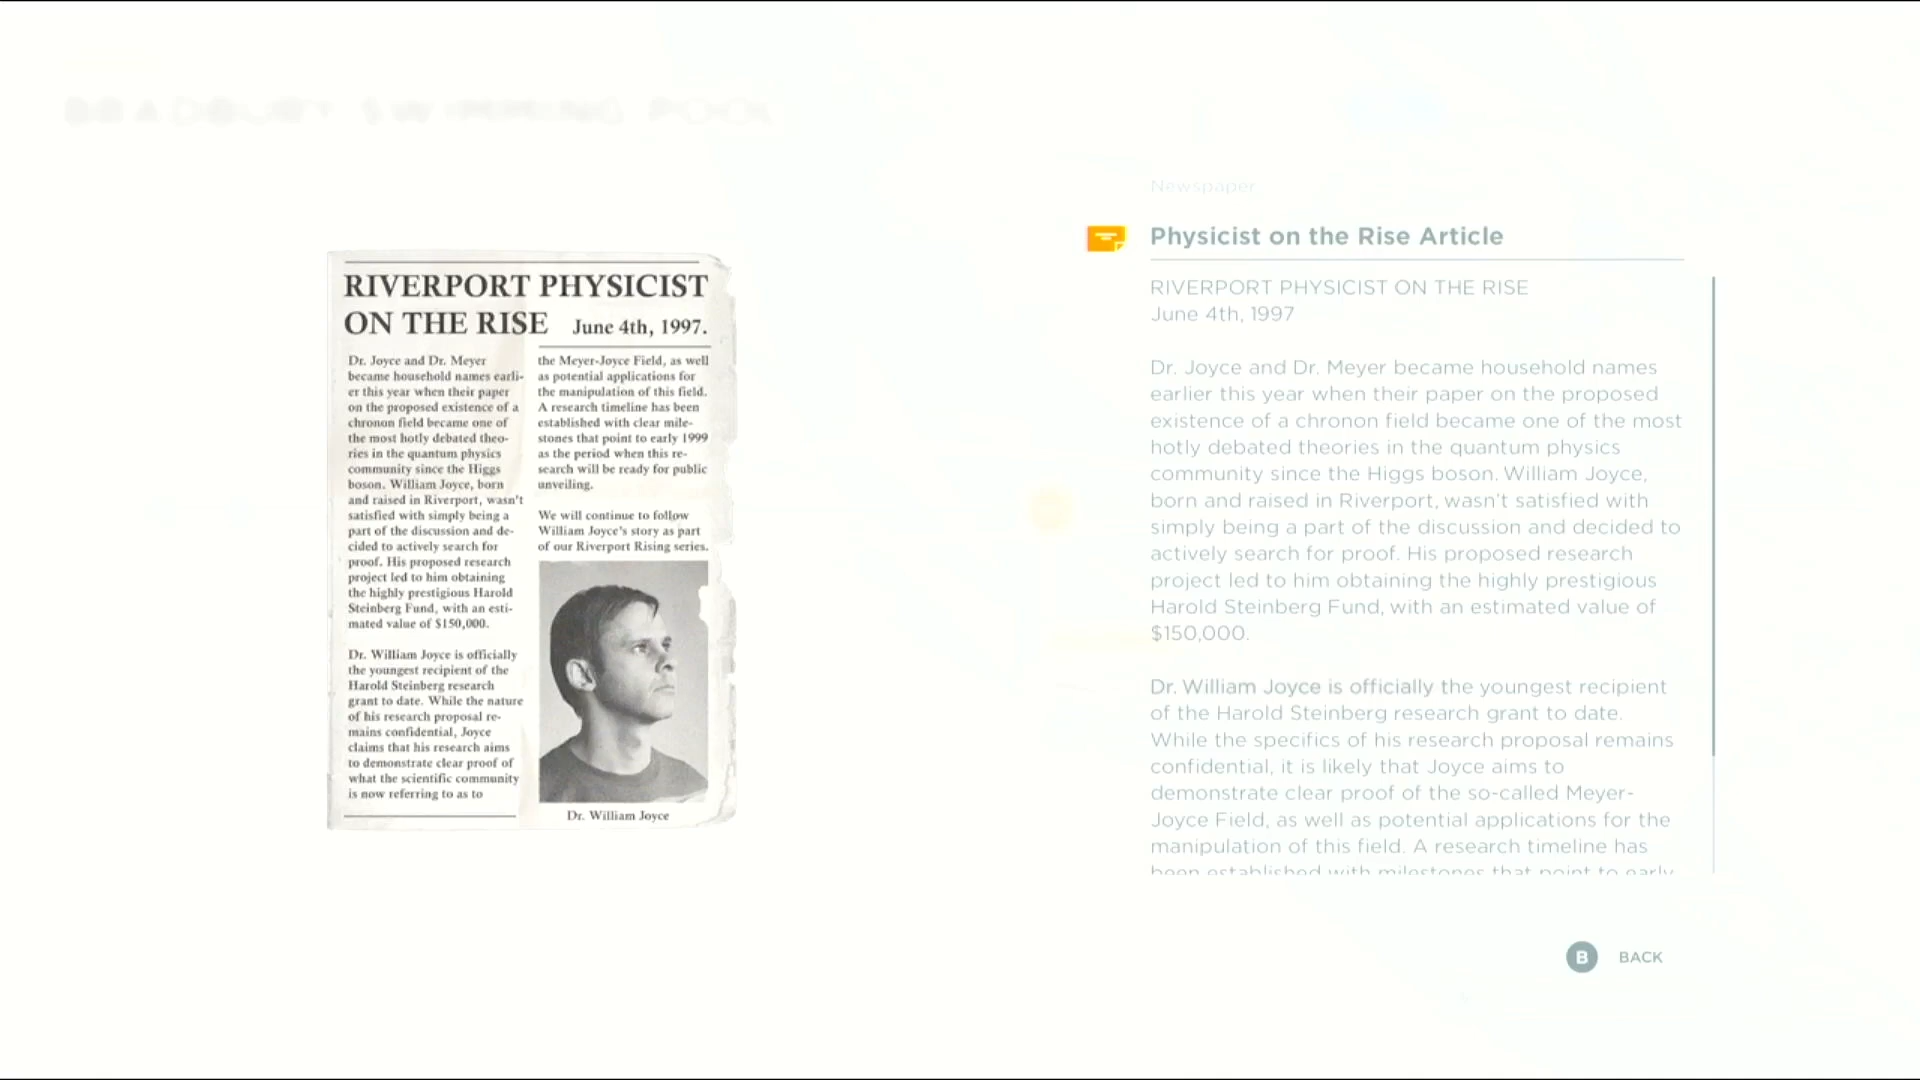 BRADBURY SWIMMING POOL
RIVERPORT PHYSICIST
ON THE RISE June 4th, 1997.
Dr. Joyce and Dr. Meyer
became household names earli-
er this year when their paper
on the proposed existence of a
chronon field became one of
the most hotly debated theo-
ries in the quantum physics
community since the Higgs
boson. William Joyce, born
and raised in Riverport, wasn't
satisfied with simply being a
part of the discussion and de-
cided to actively search for
proof. His proposed research
project led to him obtaining
the highly prestigious Harold
Steinberg Fund, with an esti-
mated value of $150,000.
Dr. William Joyce is officially
the youngest recipient of the
Harold Steinberg research
grant to date. While the nature
of his research proposal re-
mains confidential, Joyce
claims that his research aims
to demonstrate clear proof of
what the scientific community
is now referring to as to
the Meyer-Joyce Field, as well
as potential applications for
the manipulation of this field.
A research timeline has been
established with clear mile-
stones that point to early 1999
as the period when this re-
search will be ready for public
unveiling.
We will continue to follow
William Joyce's story as part
of our Riverport Rising series.
Dr. William Joyce
Newspaper
Physicist on the Rise Article
RIVERPORT PHYSICIST ON THE RISE
June 4th, 1997
Dr. Joyce and Dr. Meyer became household names
earlier this year when their paper on the proposed
existence of a chronon field became one of the most
hotly debated theories in the quantum physics
community since the Higgs boson. William Joyce,
born and raised in Riverport, wasn't satisfied with
simply being a part of the discussion and decided to
actively search for proof. His proposed research
project led to him obtaining the highly prestigious
Harold Steinberg Fund, with an estimated value of
$150,000.
Dr. William Joyce is officially the youngest recipient
of the Harold Steinberg research grant to date.
While the specifics of his research proposal remains
confidential, it is likely that Joyce aims to
demonstrate clear proof of the so-called Meyer-
Joyce Field, as well as potential applications for the
manipulation of this field. A research timeline has
been established with milestones that point to early
B BACK